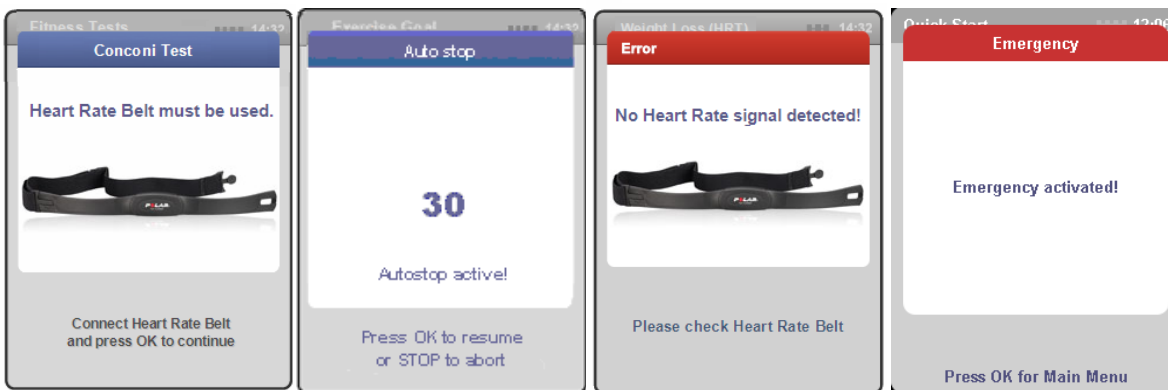 Fitness Tests 14:32
Conconi Test
Heart Rate Belt must be used.
POLAR
Connect Heart Rate Belt
and press OK to continue
Exercise Goal 14:32
Auto stop
30
Autostop active!
Press OK to resume
or STOP to abort
Weight Loss (HRT) 14:32
Error
No Heart Rate signal detected!
POLAR
Please check Heart Rate Belt
Quick Start 12:06
Emergency
Emergency activated!
Press OK for Main Menu